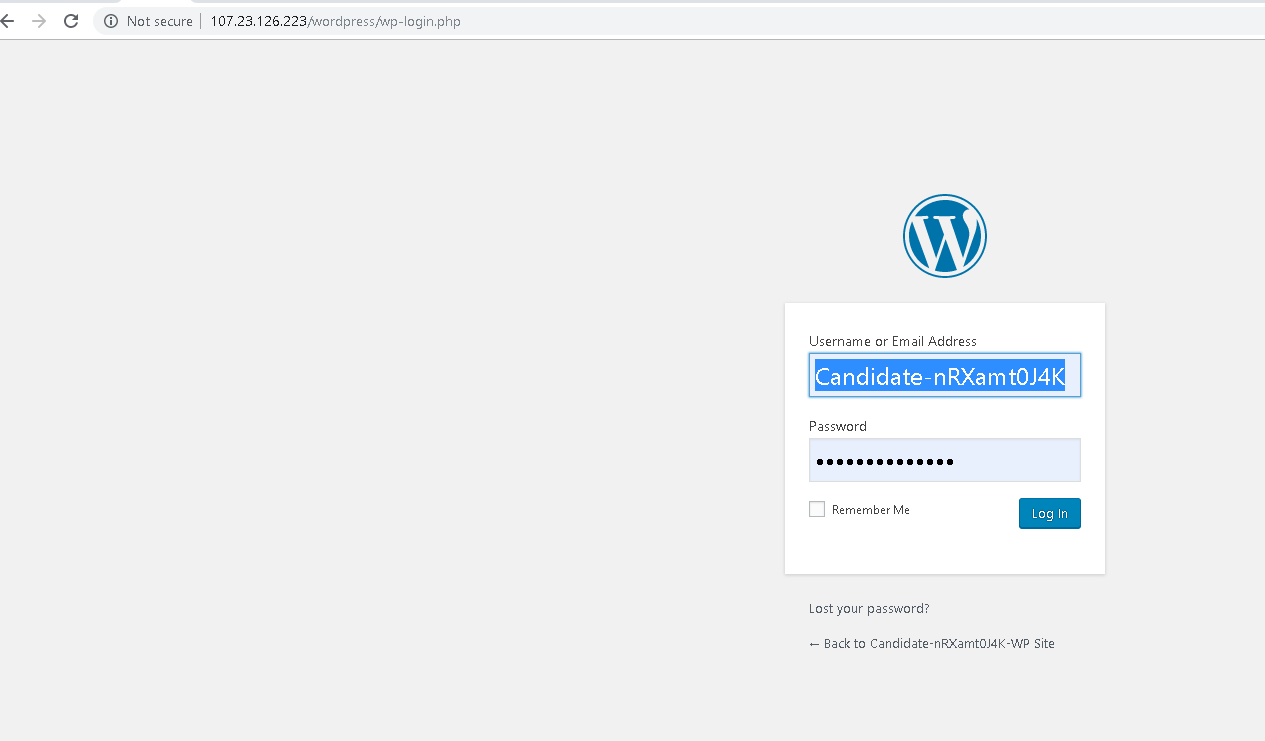 Not secure | 107.23.126.223/wordpress/wp-login.php
Username or Email Address
Candidate-nRXamt0J4K
Password
••••••••••••••
Remember Me Log In
Lost your password?
← Back to Candidate-nRXamt0J4K-WP Site